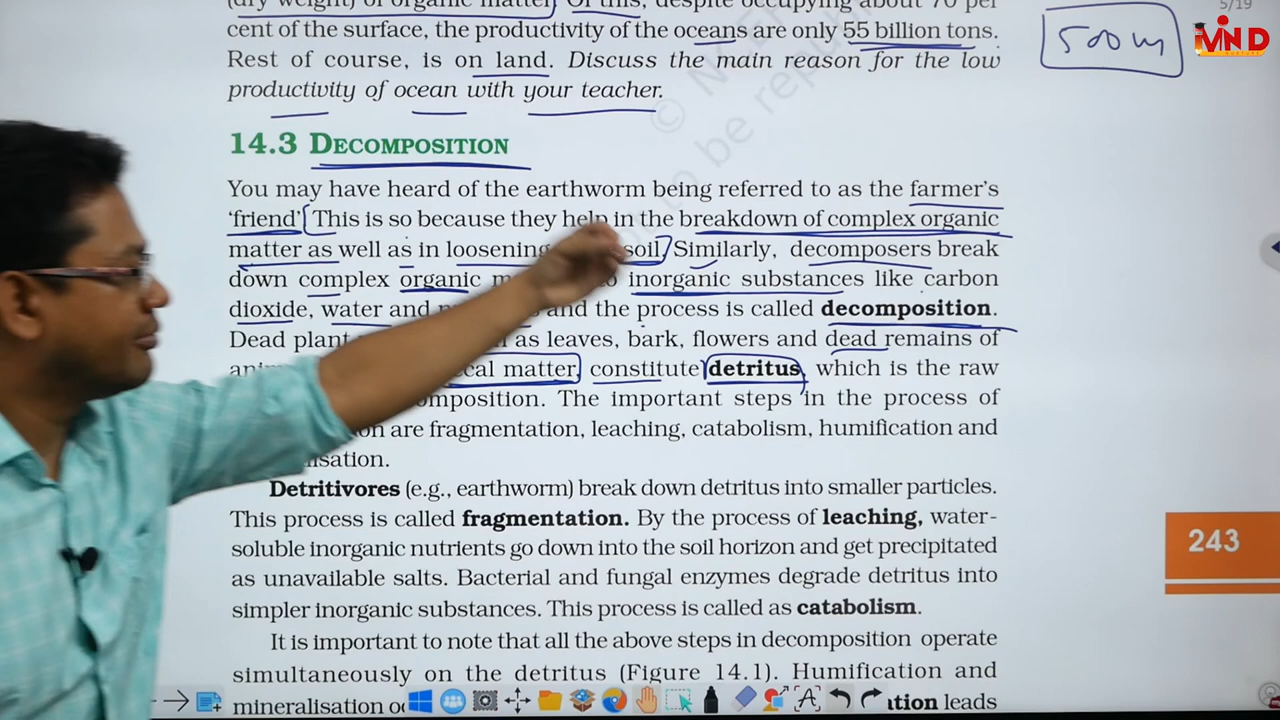 (dry weight) of organic matter. Of this, despite occupying about 70 per
5/19
cent of the surface, the productivity of the oceans are only 55 billion tons.
500m
MIND
Rest of course, is on land. Discuss the main reason for the low
productivity of ocean with your teacher.
14.3 DECOMPOSITION
You may have heard of the earthworm being referred to as the farmer's
'friend' This is so because they help in the breakdown of complex organic
matter as well as in loosening soil. Similarly, decomposers break
down complex organic inorganic substances like carbon
dioxide, water and and the process is called decomposition.
Dead plant as leaves, bark, flowers and dead remains of
cal matter, constitute detritus, which is the raw
mposition. The important steps in the process of
on are fragmentation, leaching, catabolism, humification and
isation.
Detritivores (e.g., earthworm) break down detritus into smaller particles.
This process is called fragmentation. By the process of leaching, water-
soluble inorganic nutrients go down into the soil horizon and get precipitated
243
as unavailable salts. Bacterial and fungal enzymes degrade detritus into
simpler inorganic substances. This process is called as catabolism.
It is important to note that all the above steps in decomposition operate
simultaneously on the detritus (Figure 14.1). Humification and
mineralisation oc ation leads